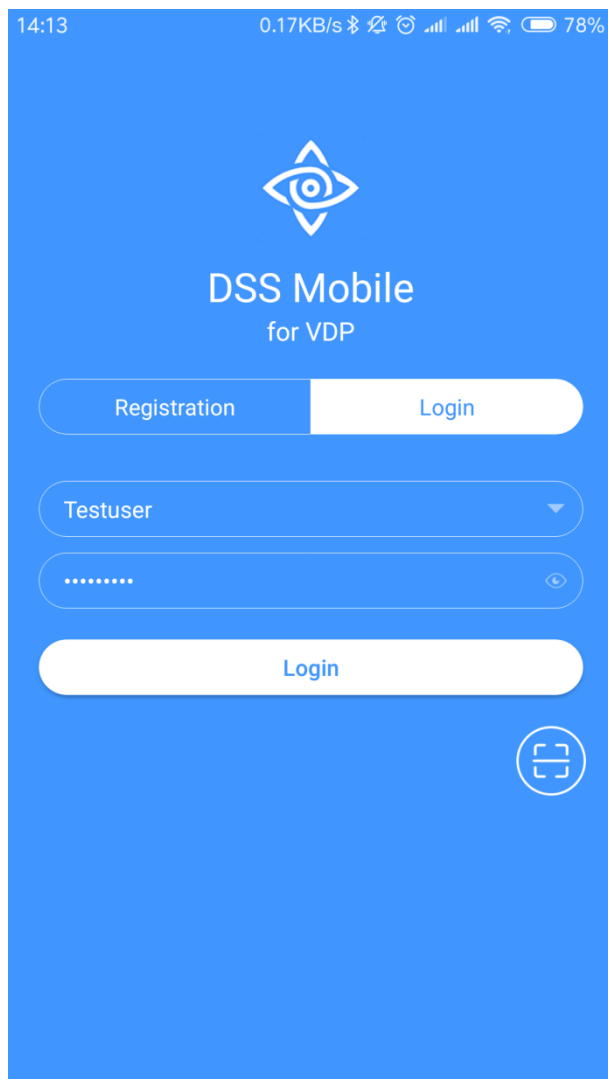 14:13 0.17KB/s 78%
DSS Mobile
for VDP
Registration Login
Testuser
•••••••••
Login